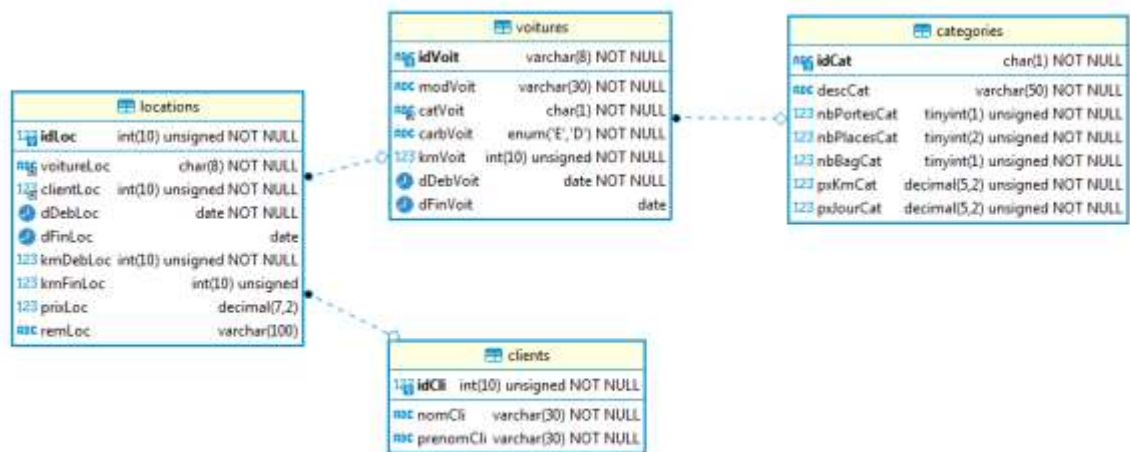 voitures
idVoit varchar(8) NOT NULL
modVoit varchar(30) NOT NULL
catVoit char(1) NOT NULL
carbVoit enum('E','D') NOT NULL
kmVoit int(10) unsigned NOT NULL
dDebVoit date NOT NULL
dFinVoit date
categories
idCat char(1) NOT NULL
descCat varchar(50) NOT NULL
nbPortesCat tinyint(1) unsigned NOT NULL
nbPlacesCat tinyint(2) unsigned NOT NULL
nbBagCat tinyint(1) unsigned NOT NULL
pxKmCat decimal(5,2) unsigned NOT NULL
pxJourCat decimal(5,2) unsigned NOT NULL
locations
idLoc int(10) unsigned NOT NULL
voitureLoc char(8) NOT NULL
clientLoc int(10) unsigned NOT NULL
dDebLoc date NOT NULL
dFinLoc date
123 kmDebLoc int(10) unsigned NOT NULL
123 kmFinLoc int(10) unsigned
123 prixLoc decimal(7,2)
remLoc varchar(100)
clients
idCli int(10) unsigned NOT NULL
nomCli varchar(30) NOT NULL
prenomCli varchar(30) NOT NULL